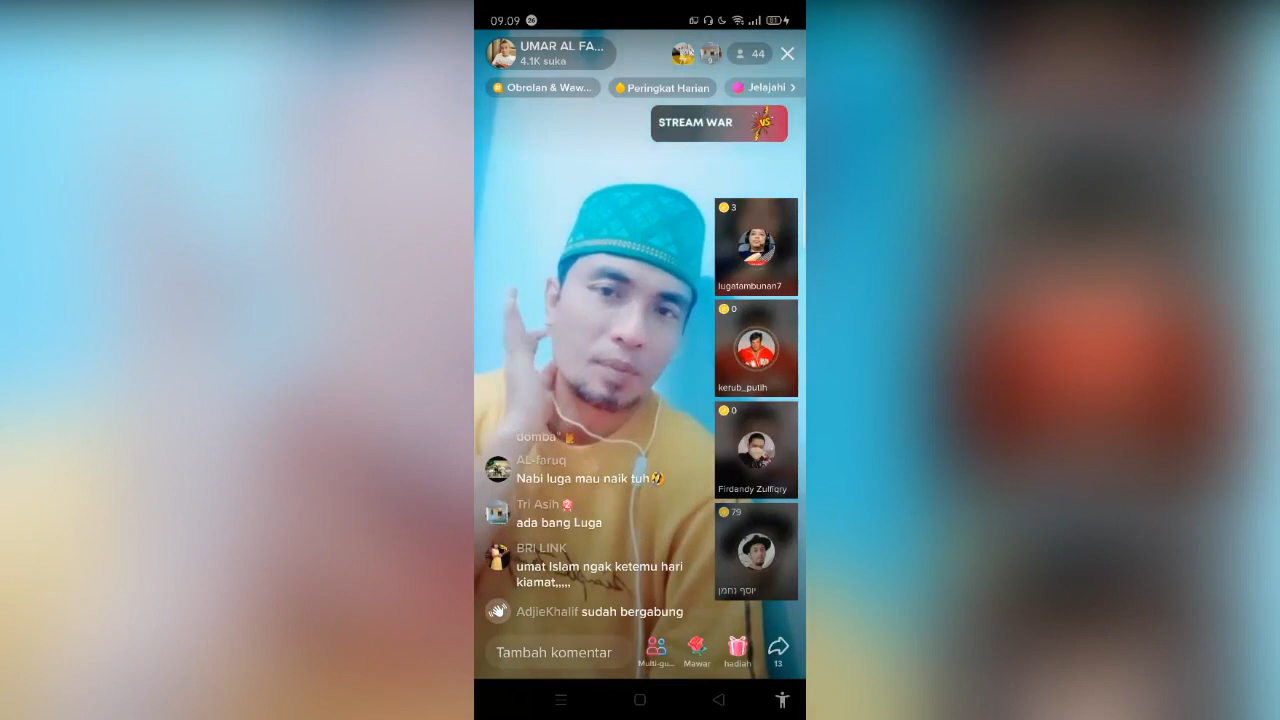 09.09 26
81
UMAR AL FA...
4.1K suka
44
Obrolan & Waw...
Peringkat Harian
Jelajahi >
STREAM WAR
VS
3
lugatambunan7
0
kerub_putih
0
Firdandy Zulfiqry
79
יוסף נחמן
domba"
AL-faruq
Nabi luga mau naik tuh🤣
Tri Asih
ada bang Luga
BRI LINK
umat Islam ngak ketemu hari
kiamat,,,,,
AdjieKhalif sudah bergabung
Tambah komentar
Multi-gu...
Mawar
hadiah
13